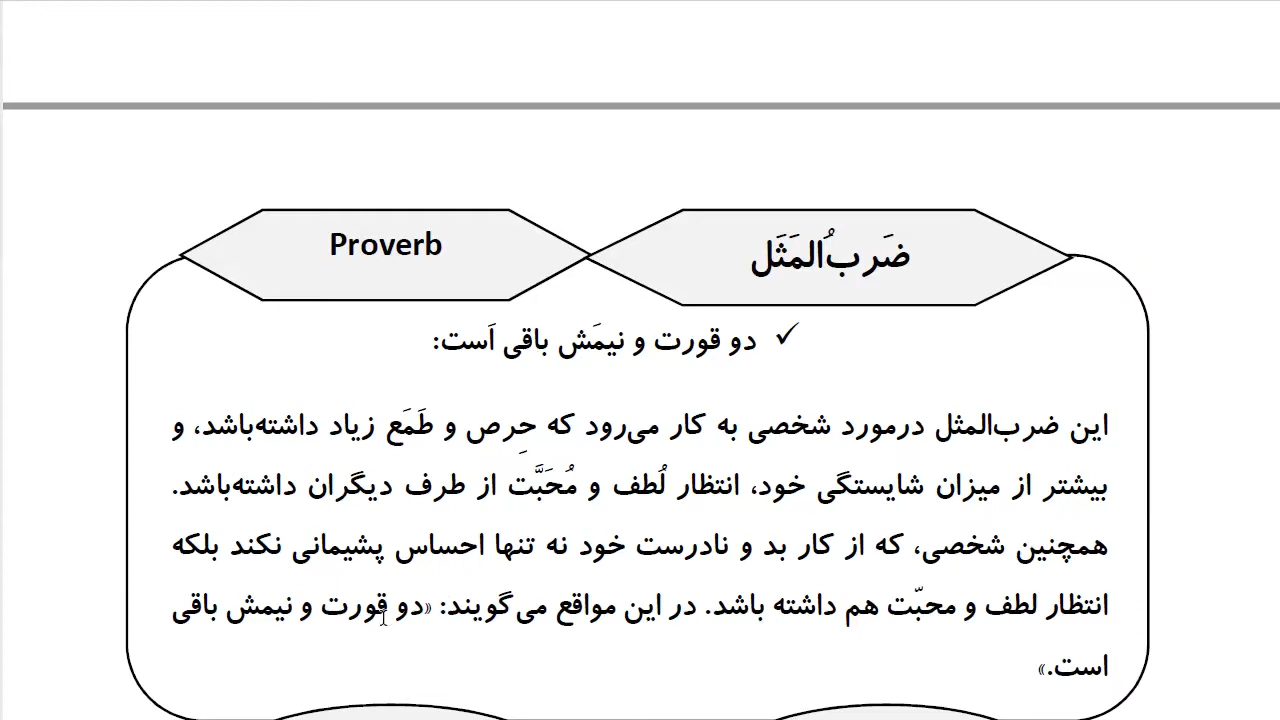 Proverb
ضَربُ‌المَثَل
✓ دو قورت و نیمَش باقی اَست:
این ضرب‌المثل درمورد شخصی به کار می‌رود که حِرص و طَمَع زیاد داشته‌باشد، و
بیشتر از میزان شایستگی خود، انتظار لُطف و مُحَبَّت از طرف دیگران داشته‌باشد.
همچنین شخصی، که از کار بد و نادرست خود نه تنها احساس پشیمانی نکند بلکه
انتظار لطف و محبّت هم داشته باشد. در این مواقع می‌گویند: «دو قورت و نیمش باقی
است.»